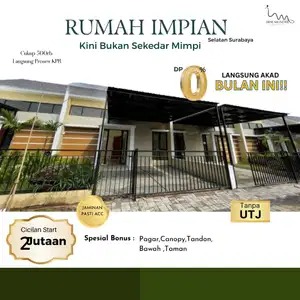 RUMAH IMPIAN
Selatan Surabaya
Kini Bukan Sekedar Mimpi
Cukup 500rb,
Langsung Proses KPR
DP
0
%
LANGSUNG AKAD
BULAN INI!!
JAMINAN
PASTI ACC
Tanpa
UTJ
Cicilan Start
2Jutaan
Spesial Bonus : Pagar,Canopy,Tandon,
Bawah ,Taman